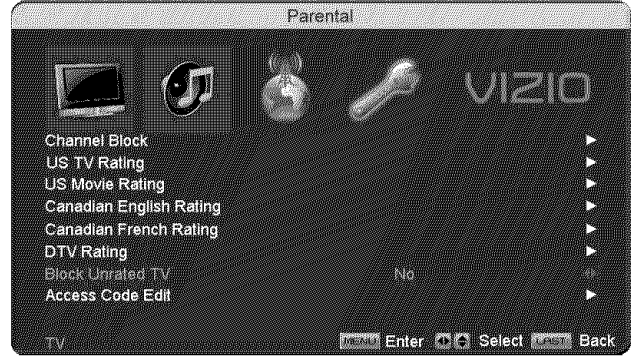 Parental
VIZIO
Channel Block
US TV Rating
US Movie Rating
Canadian English Rating
Canadian French Rating
DTV Rating
Block Unrated TV No
Access Code Edit
TV MENU Enter Select LAST Back